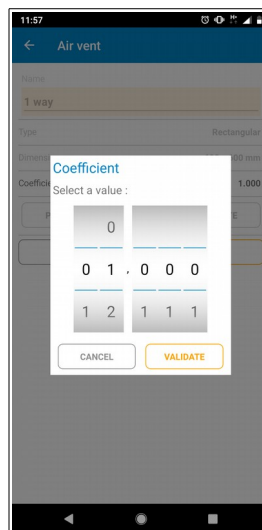 11:57
Air vent
Name
1 way
Type Rectangular
Coefficient
1.000
Select a value :
0
0 1 , 0 0 0
1 2 1 1 1
CANCEL VALIDATE